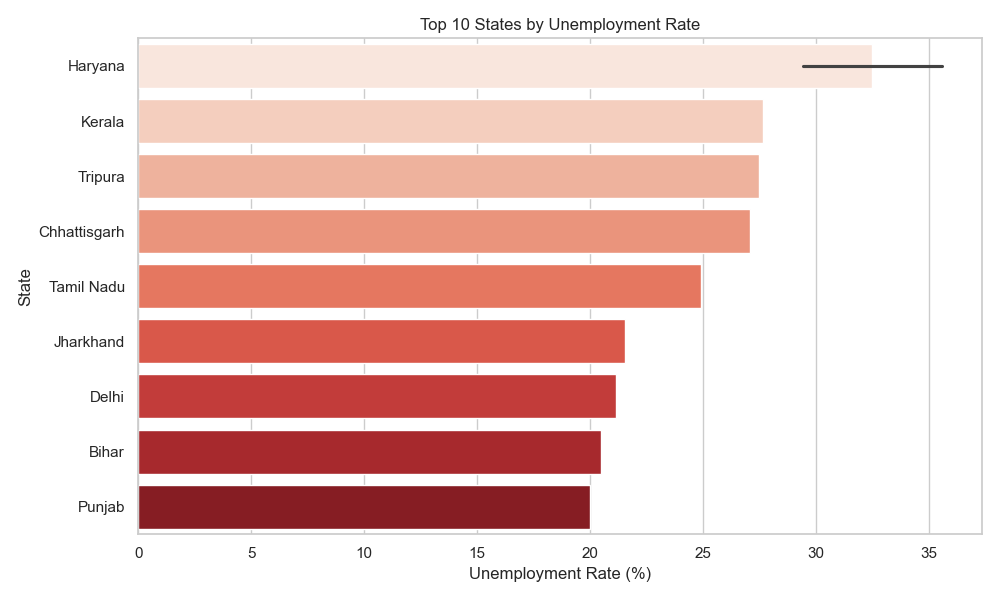 Top 10 States by Unemployment Rate
Haryana
Kerala
Tripura
Chhattisgarh
Tamil Nadu
Jharkhand
Delhi
Bihar
Punjab
State
0 5 10 15 20 25 30 35
Unemployment Rate (%)